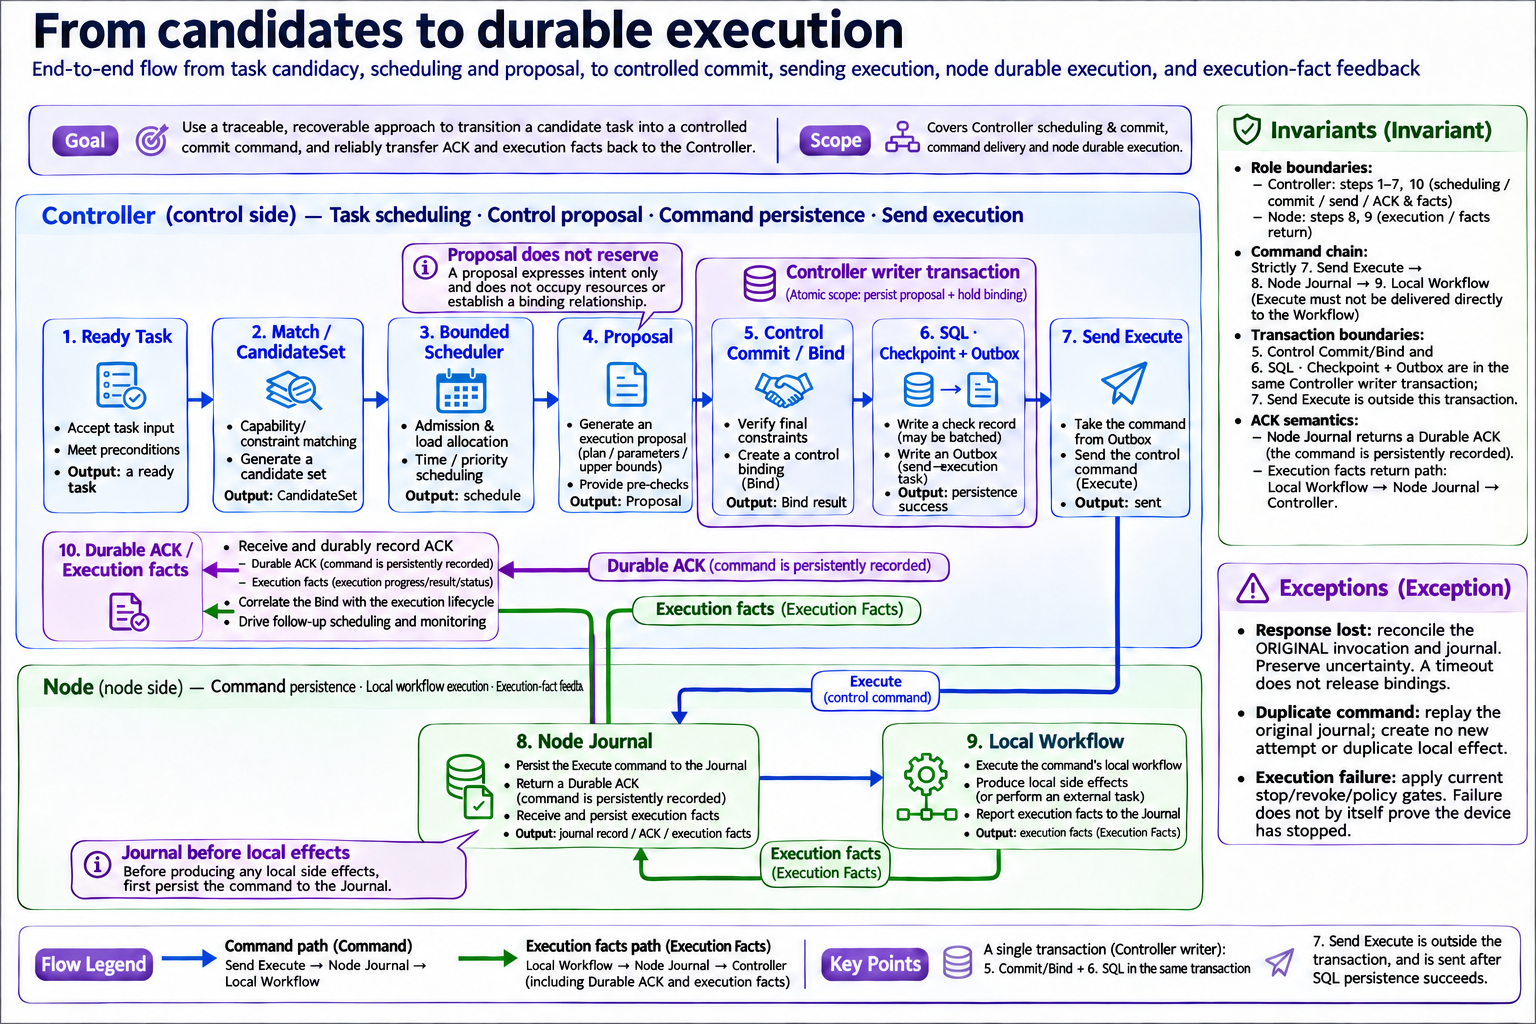 From candidates to durable execution
End-to-end flow from task candidacy, scheduling and proposal, to controlled commit, sending execution, node durable execution, and execution-fact feedback
Goal
Use a traceable, recoverable approach to transition a candidate task into a controlled
commit command, and reliably transfer ACK and execution facts back to the Controller.
Scope
Covers Controller scheduling & commit,
command delivery and node durable execution.
Controller (control side) — Task scheduling · Control proposal · Command persistence · Send execution
Proposal does not reserve
A proposal expresses intent only
and does not occupy resources or
establish a binding relationship.
Controller writer transaction
(Atomic scope: persist proposal + hold binding)
1. Ready Task
• Accept task input
• Meet preconditions
• Output: a ready
task
2. Match /
CandidateSet
• Capability/
constraint matching
• Generate a
candidate set
Output: CandidateSet
3. Bounded
Scheduler
• Admission &
load allocation
• Time / priority
scheduling
Output: schedule
4. Proposal
• Generate an
execution proposal
(plan / parameters /
upper bounds)
• Provide pre-checks
Output: Proposal
5. Control
Commit / Bind
• Verify final
constraints
• Create a control
binding
(Bind)
Output: Bind result
6. SQL ·
Checkpoint + Outbox
• Write a check record
(may be batched)
• Write an Outbox
(send→execution
task)
• Output: persistence
success
7. Send Execute
• Take the command
from Outbox
• Send the control
command
(Execute)
• Output: sent
10. Durable ACK /
Execution facts
• Receive and durably record ACK
– Durable ACK (command is persistently recorded)
– Execution facts (execution progress/result/status)
• Correlate the Bind with the execution lifecycle
• Drive follow-up scheduling and monitoring
Durable ACK (command is persistently recorded)
Execution facts (Execution Facts)
Node (node side) — Command persistence · Local workflow execution · Execution-fact
Execute
(control command)
8. Node Journal
• Persist the Execute command to the Journal
• Return a Durable ACK
(command is persistently recorded)
• Receive and persist execution facts
• Output: journal record / ACK / execution facts
9. Local Workflow
• Execute the command's local workflow
• Produce local side effects
(or perform an external task)
• Report execution facts to the Journal
• Output: execution facts (Execution Facts)
Execution facts
(Execution Facts)
Journal before local effects
Before producing any local side effects,
first persist the command to the Journal.
Invariants (Invariant)
• Role boundaries:
– Controller: steps 1–7, 10 (scheduling /
commit / send / ACK & facts)
– Node: steps 8, 9 (execution / facts
return)
• Command chain:
Strictly 7. Send Execute →
8. Node Journal → 9. Local Workflow
(Execute must not be delivered directly
to the Workflow)
• Transaction boundaries:
5. Control Commit/Bind and
6. SQL · Checkpoint + Outbox are in the
same Controller writer transaction;
7. Send Execute is outside this transaction.
• ACK semantics:
– Node Journal returns a Durable ACK
(the command is persistently recorded).
– Execution facts return path:
Local Workflow → Node Journal →
Controller.
Exceptions (Exception)
• Response lost: reconcile the
ORIGINAL invocation and journal.
Preserve uncertainty. A timeout
does not release bindings.
• Duplicate command: replay the
original journal; create no new
attempt or duplicate local effect.
• Execution failure: apply current
stop/revoke/policy gates. Failure
does not by itself prove the device
has stopped.
Flow Legend
Command path (Command)
Send Execute → Node Journal →
Local Workflow
Execution facts path (Execution Facts)
Local Workflow → Node Journal → Controller
(including Durable ACK and execution facts)
Key Points
A single transaction (Controller writer):
5. Commit/Bind + 6. SQL in the same transaction
7. Send Execute is outside the
transaction, and is sent after
SQL persistence succeeds.